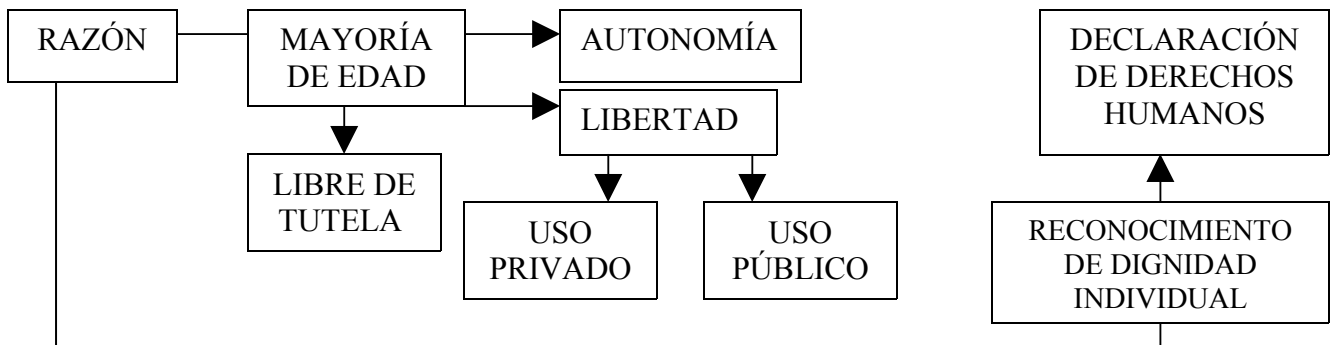 RAZÓN
MAYORÍA
DE EDAD
AUTONOMÍA
LIBERTAD
LIBRE DE
TUTELA
USO
PRIVADO
USO
PÚBLICO
DECLARACIÓN
DE DERECHOS
HUMANOS
RECONOCIMIENTO
DE DIGNIDAD
INDIVIDUAL